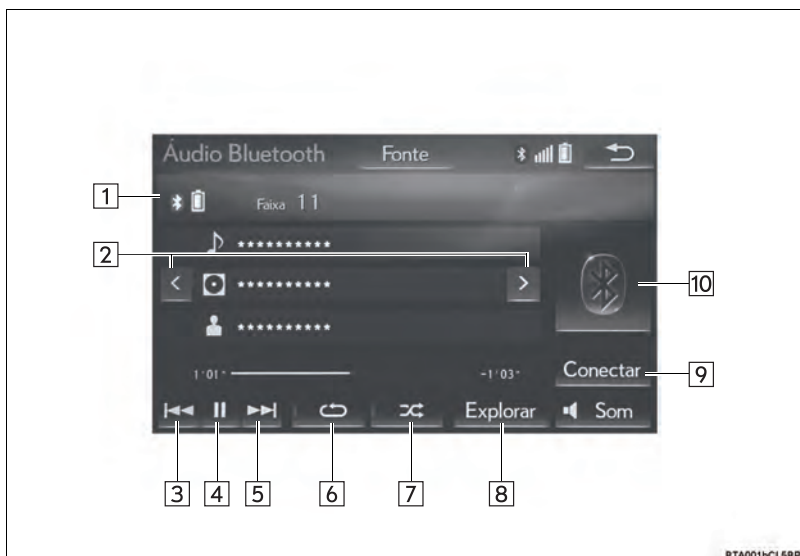 Áudio Bluetooth Fonte
1
Faixa 11
2
**********
< **********  >
10
**********
1'01" -1'03"
Conectar
9
Explorar Som
3 4 5 6 7 8